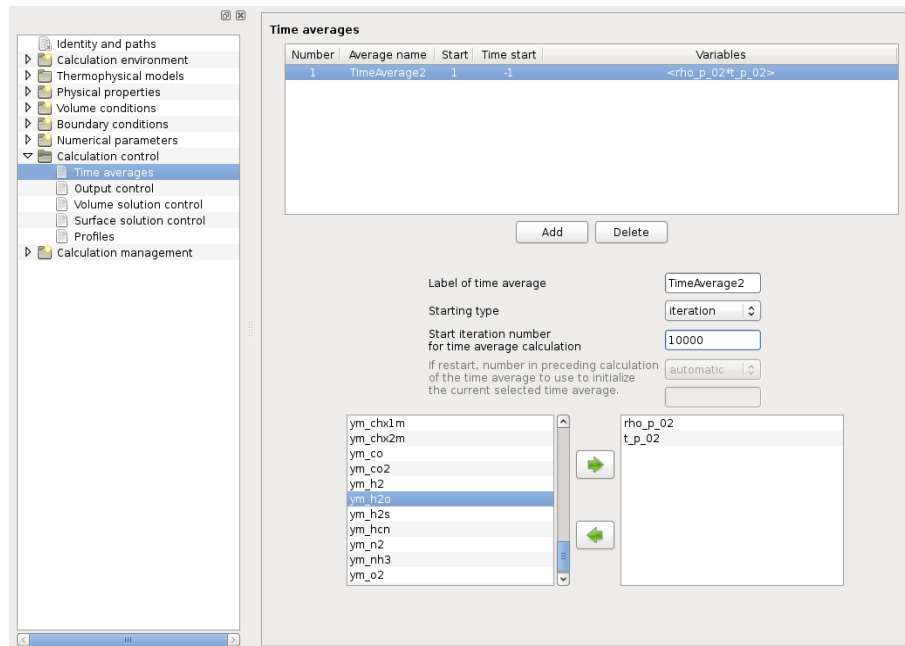 Identity and paths
Calculation environment
Thermophysical models
Physical properties
Volume conditions
Boundary conditions
Numerical parameters
Calculation control
Time averages
Output control
Volume solution control
Surface solution control
Profiles
Calculation management
Time averages
Number Average name Start Time start Variables
1 TimeAverage2 1 -1 <rho_p_02*t_p_02>
Add Delete
Label of time average TimeAverage2
Starting type iteration
Start iteration number
for time average calculation 10000
If restart, number in preceding calculation
of the time average to use to initialize
the current selected time average.
automatic
ym_chx1m
ym_chx2m
ym_co
ym_co2
ym_h2
ym_h2o
ym_h2s
ym_hcn
ym_n2
ym_nh3
ym_o2
rho_p_02
t_p_02